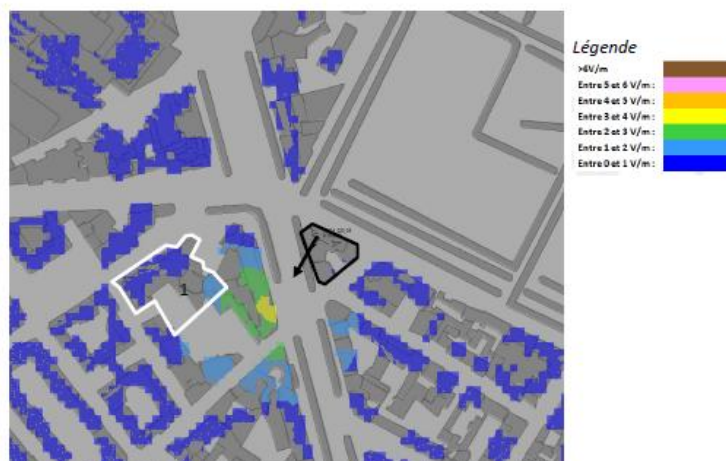 Légende
>6V/m
Entre 5 et 6 V/m :
Entre 4 et 5 V/m :
Entre 3 et 4 V/m :
Entre 2 et 3 V/m :
Entre 1 et 2 V/m :
Entre 0 et 1 V/m :
1